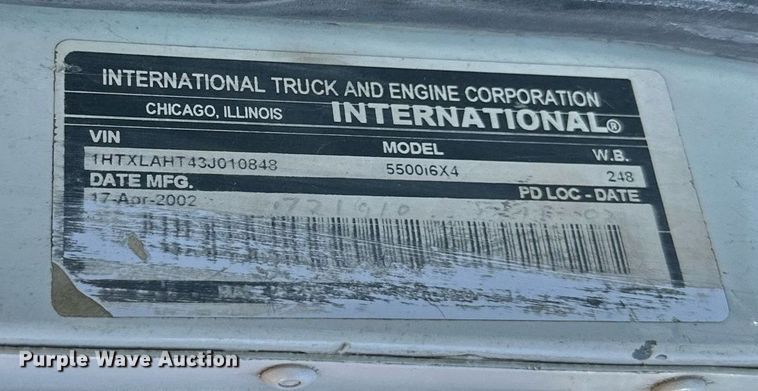 INTERNATIONAL TRUCK AND ENGINE CORPORATION
CHICAGO, ILLINOIS INTERNATIONAL®
VIN MODEL W.B.
1HTXLAHT43J010848 5500i6X4 248
DATE MFG. PD LOC - DATE
17-Apr-2002
Purple Wave Auction